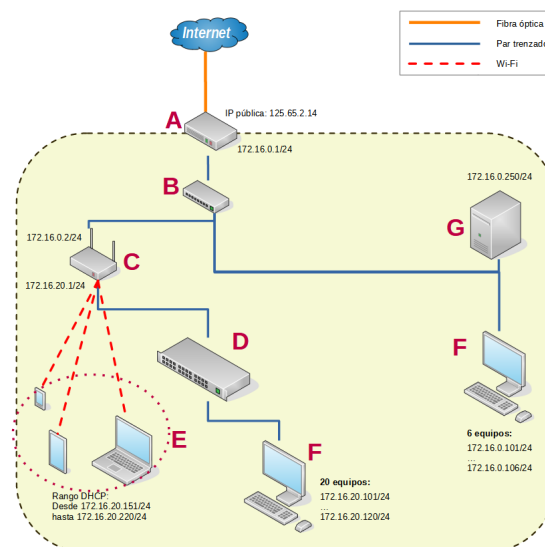 Internet
Fibra óptica
Par trenzado
Wi-Fi
A
IP pública: 125.65.2.14
172.16.0.1/24
B
172.16.0.250/24
G
172.16.0.2/24
C
172.16.20.1/24
D
F
E
F
6 equipos:
172.16.0.101/24
...
172.16.0.106/24
20 equipos:
172.16.20.101/24
...
172.16.20.120/24
Rango DHCP:
Desde 172.16.20.151/24
hasta 172.16.20.220/24